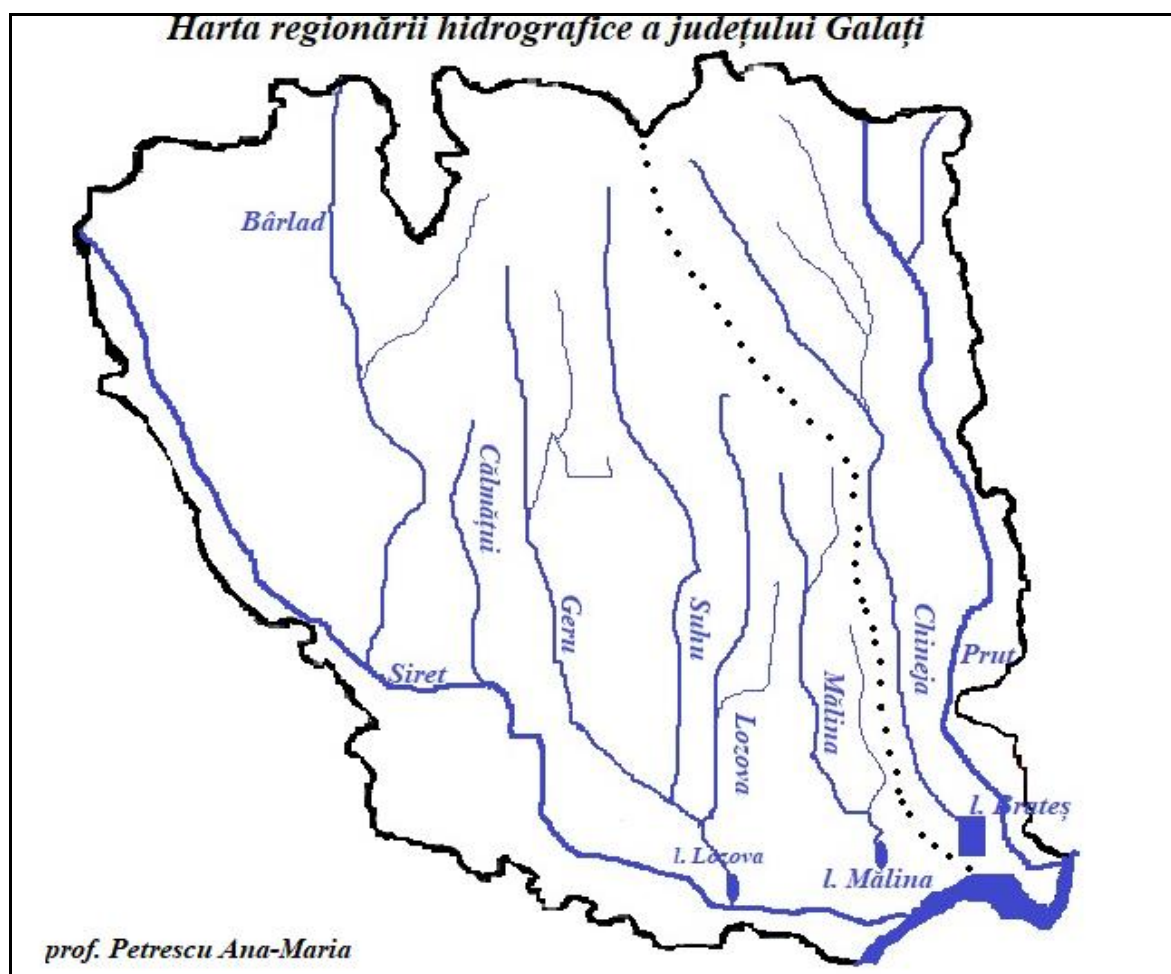 Harta regionării hidrografice a județului Galați
Bârlad
Călmățui
Geru
Suhu
Chineja
Prut
Siret
Mălina
Lozova
l. Brateș
l. Lozova
l. Mălina
prof. Petrescu Ana-Maria